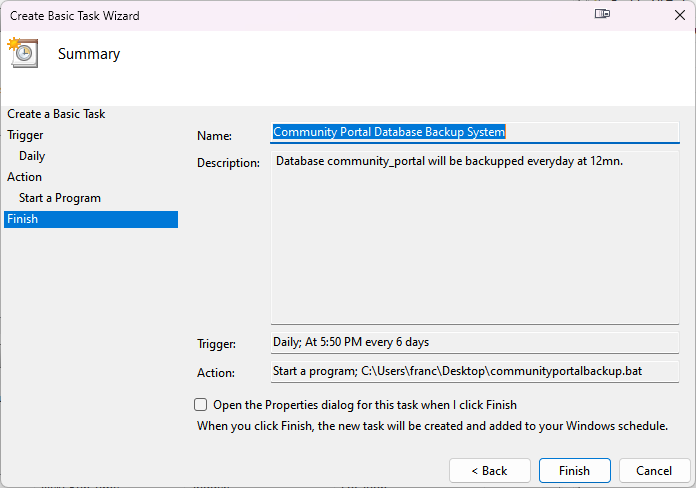 Create Basic Task Wizard
Summary
Create a Basic Task
Trigger
Daily
Action
Start a Program
Finish
Name:
Community Portal Database Backup System
Description:
Database community_portal will be backupped everyday at 12mn.
Trigger:
Daily; At 5:50 PM every 6 days
Action:
Start a program; C:\Users\franc\Desktop\communityportalbackup.bat
Open the Properties dialog for this task when I click Finish
When you click Finish, the new task will be created and added to your Windows schedule.
< Back
Finish
Cancel